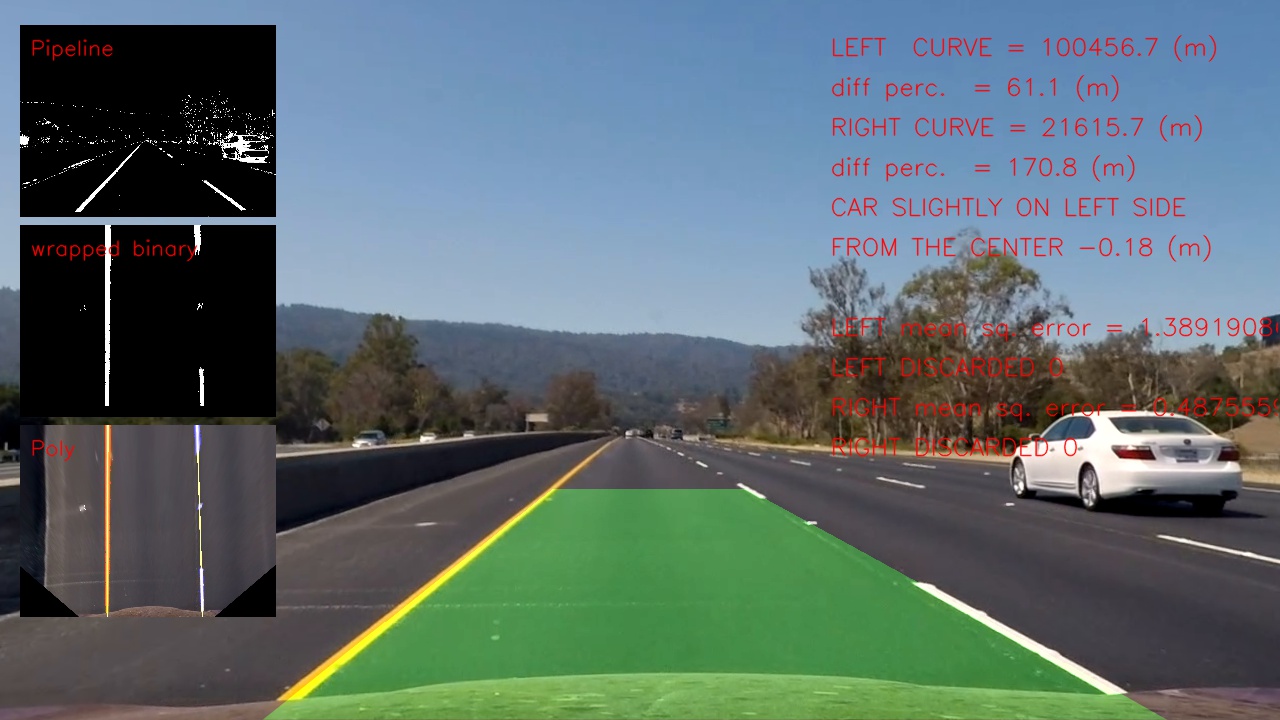 Pipeline
wrapped binary
Poly
LEFT CURVE = 100456.7 (m)
diff perc. = 61.1 (m)
RIGHT CURVE = 21615.7 (m)
diff perc. = 170.8 (m)
CAR SLIGHTLY ON LEFT SIDE
FROM THE CENTER -0.18 (m)
LEFT mean sq. error = 1.3891908
LEFT DISCARDED 0
RIGHT mean sq. error = 0.487555
RIGHT DISCARDED 0